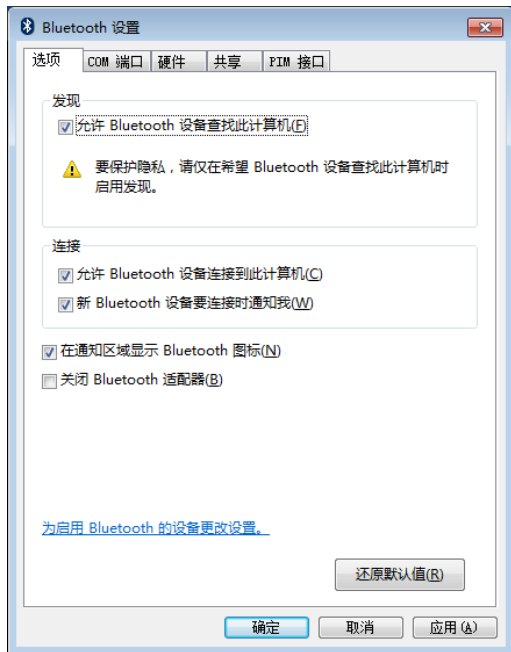 Bluetooth 设置
选项 COM 端口 硬件 共享 PIM 接口
发现
允许 Bluetooth 设备查找此计算机(F)
要保护隐私，请仅在希望 Bluetooth 设备查找此计算机时
启用发现。
连接
允许 Bluetooth 设备连接到此计算机(C)
新 Bluetooth 设备要连接时通知我(W)
在通知区域显示 Bluetooth 图标(N)
关闭 Bluetooth 适配器(B)
为启用 Bluetooth 的设备更改设置。
还原默认值(R)
确定 取消 应用(A)